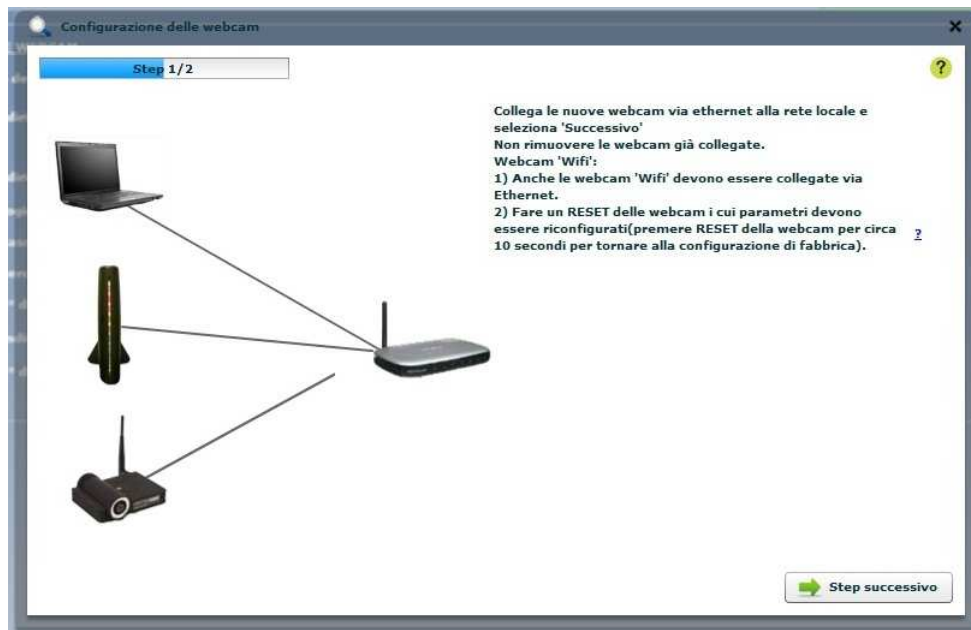 Configurazione delle webcam
Step 1/2
?
Collega le nuove webcam via ethernet alla rete locale e
seleziona 'Successivo'
Non rimuovere le webcam già collegate.
Webcam 'Wifi':
1) Anche le webcam 'Wifi' devono essere collegate via
Ethernet.
2) Fare un RESET delle webcam i cui parametri devono
essere riconfigurati(premere RESET della webcam per circa
10 secondi per tornare alla configurazione di fabbrica).
?
Step successivo